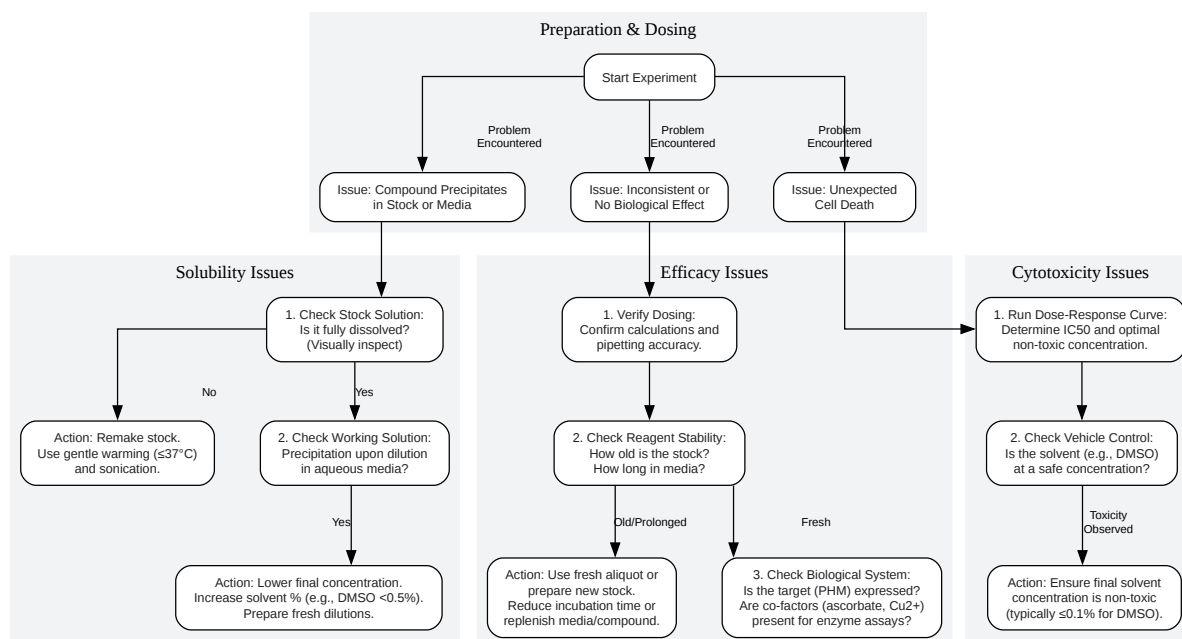 Preparation & Dosing
Start Experiment
Problem
Encountered
Problem
Encountered
Problem
Encountered
Issue: Compound Precipitates
in Stock or Media
Issue: Inconsistent or
No Biological Effect
Issue: Unexpected
Cell Death
Solubility Issues
1. Check Stock Solution:
Is it fully dissolved?
(Visually inspect)
No
Yes
Action: Remake stock.
Use gentle warming (≤37°C)
and sonication.
2. Check Working Solution:
Precipitation upon dilution
in aqueous media?
Yes
Action: Lower final concentration.
Increase solvent % (e.g., DMSO <0.5%).
Prepare fresh dilutions.
Efficacy Issues
1. Verify Dosing:
Confirm calculations and
pipetting accuracy.
2. Check Reagent Stability:
How old is the stock?
How long in media?
Old/Prolonged
Fresh
Action: Use fresh aliquot or
prepare new stock.
Reduce incubation time or
replenish media/compound.
3. Check Biological System:
Is the target (PHM) expressed?
Are co-factors (ascorbate, Cu2+)
present for enzyme assays?
Cytotoxicity Issues
1. Run Dose-Response Curve:
Determine IC50 and optimal
non-toxic concentration.
2. Check Vehicle Control:
Is the solvent (e.g., DMSO)
at a safe concentration?
Toxicity
Observed
Action: Ensure final solvent
concentration is non-toxic
(typically ≤0.1% for DMSO).